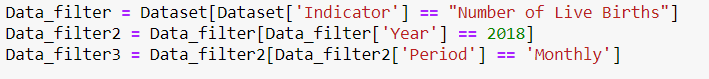 Data_filter = Dataset[Dataset['Indicator'] == "Number of Live Births"]
Data_filter2 = Data_filter[Data_filter['Year'] == 2018]
Data_filter3 = Data_filter2[Data_filter2['Period'] == 'Monthly']